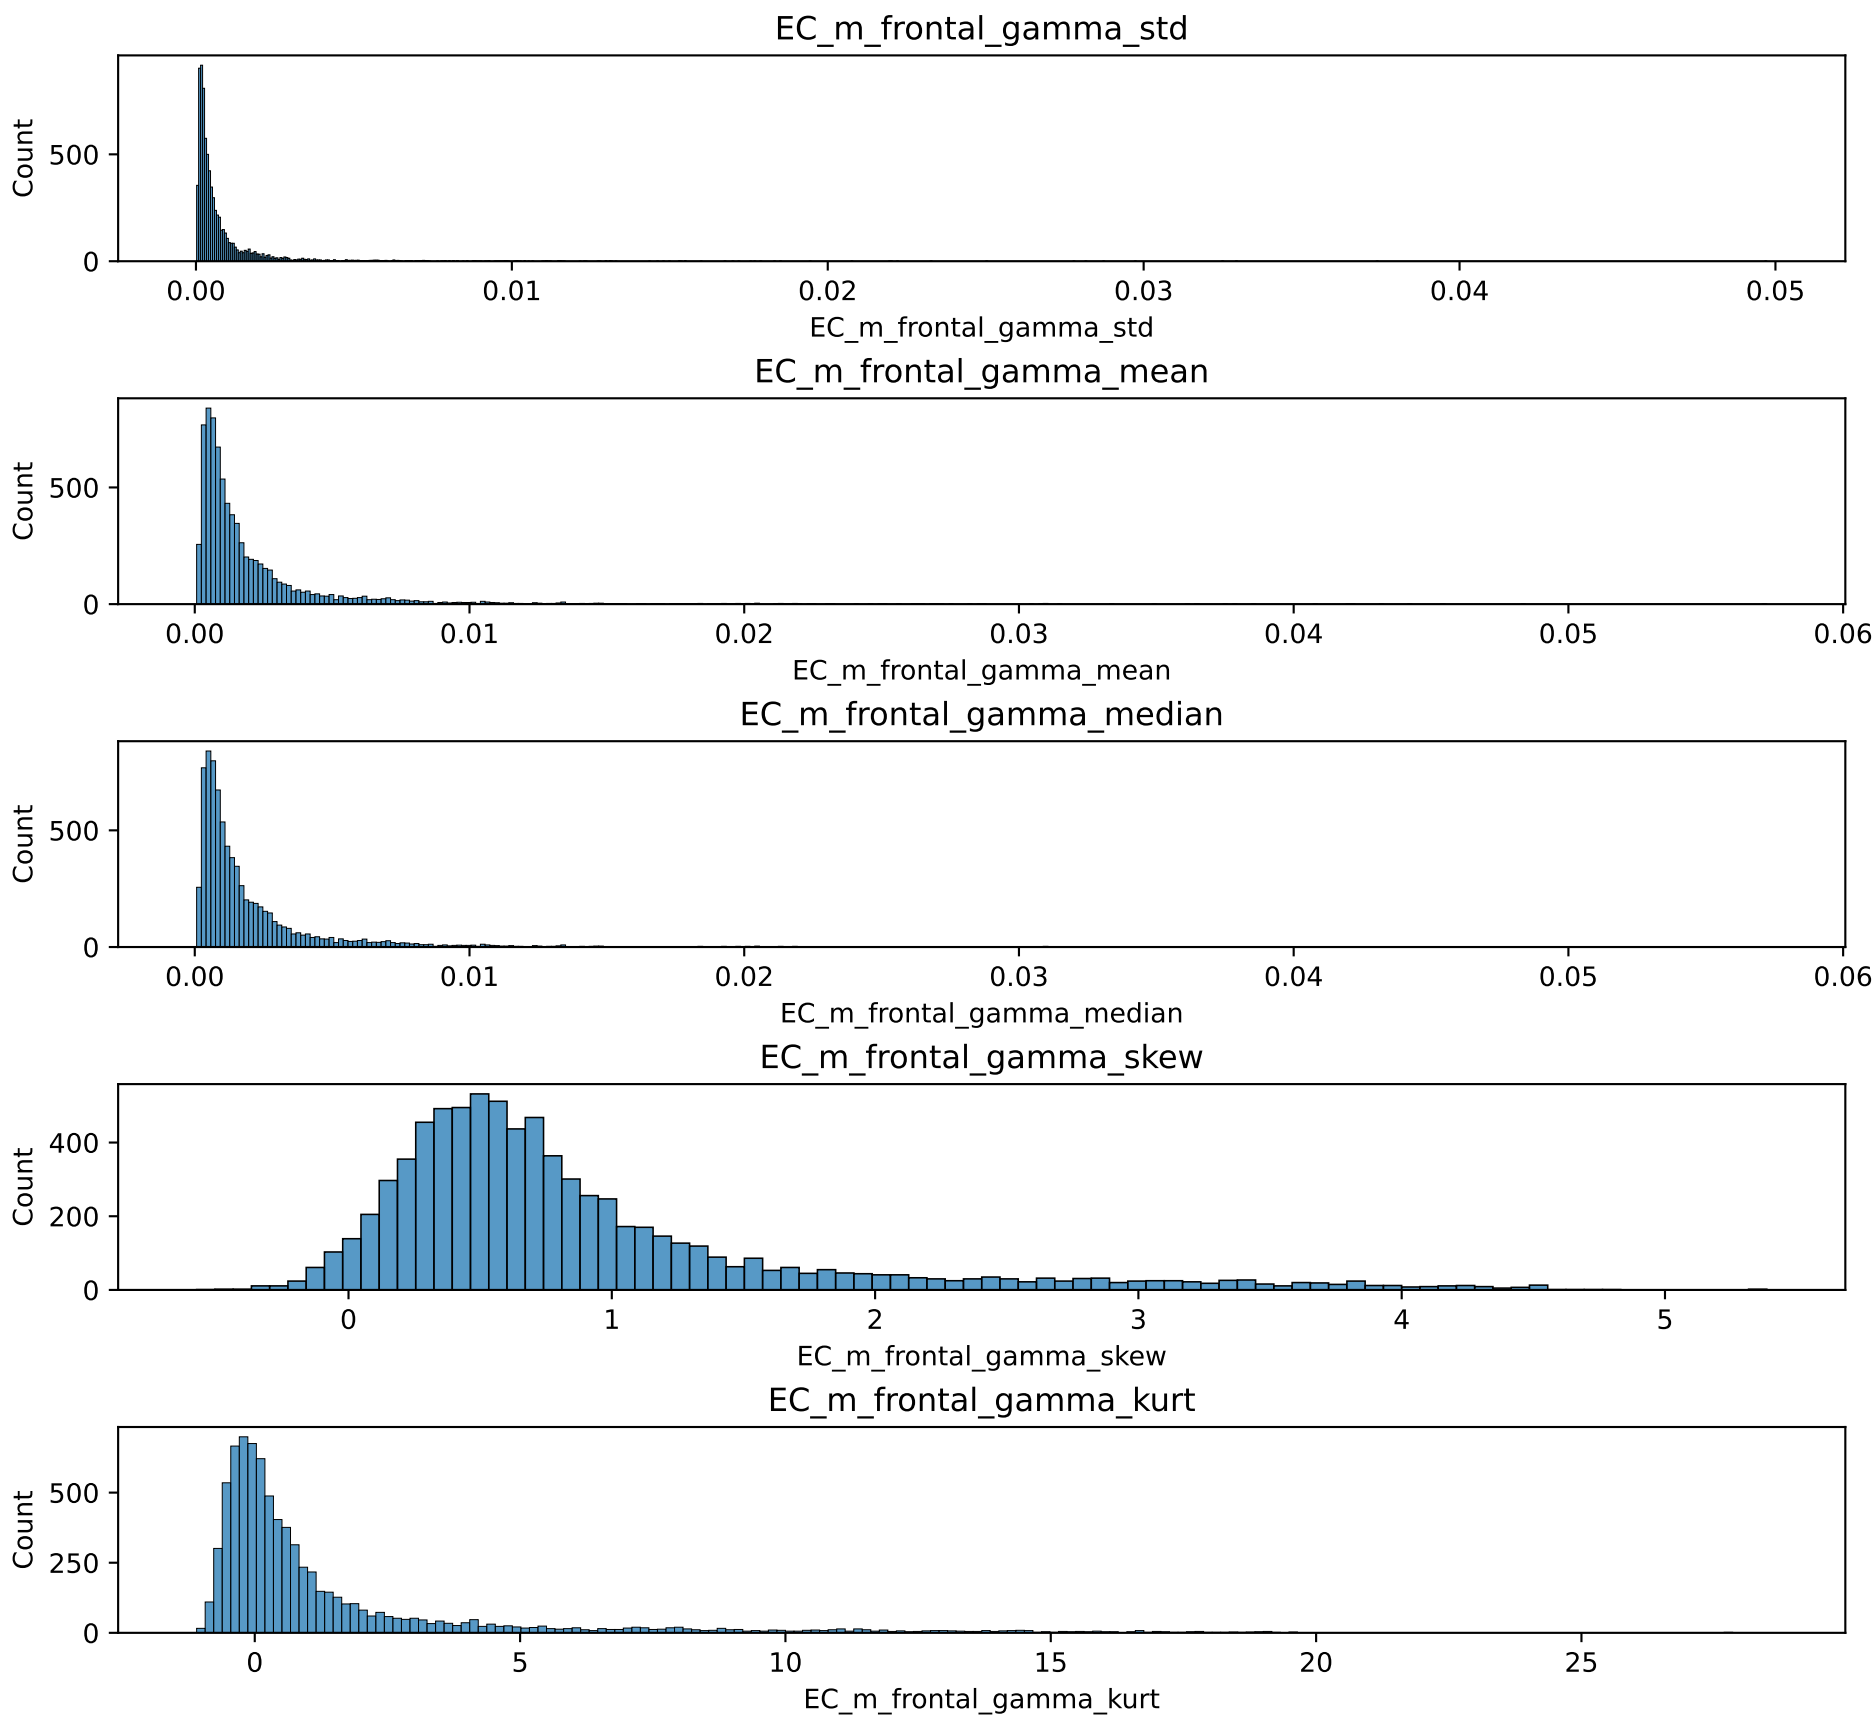 EC_m_frontal_gamma_std
Count
500
0
0.00 0.01 0.02 0.03 0.04 0.05
EC_m_frontal_gamma_std
EC_m_frontal_gamma_mean
Count
500
0
0.00 0.01 0.02 0.03 0.04 0.05 0.06
EC_m_frontal_gamma_mean
EC_m_frontal_gamma_median
Count
500
0
0.00 0.01 0.02 0.03 0.04 0.05 0.06
EC_m_frontal_gamma_median
EC_m_frontal_gamma_skew
Count
400
200
0
0 1 2 3 4 5
EC_m_frontal_gamma_skew
EC_m_frontal_gamma_kurt
Count
500
250
0
0 5 10 15 20 25
EC_m_frontal_gamma_kurt